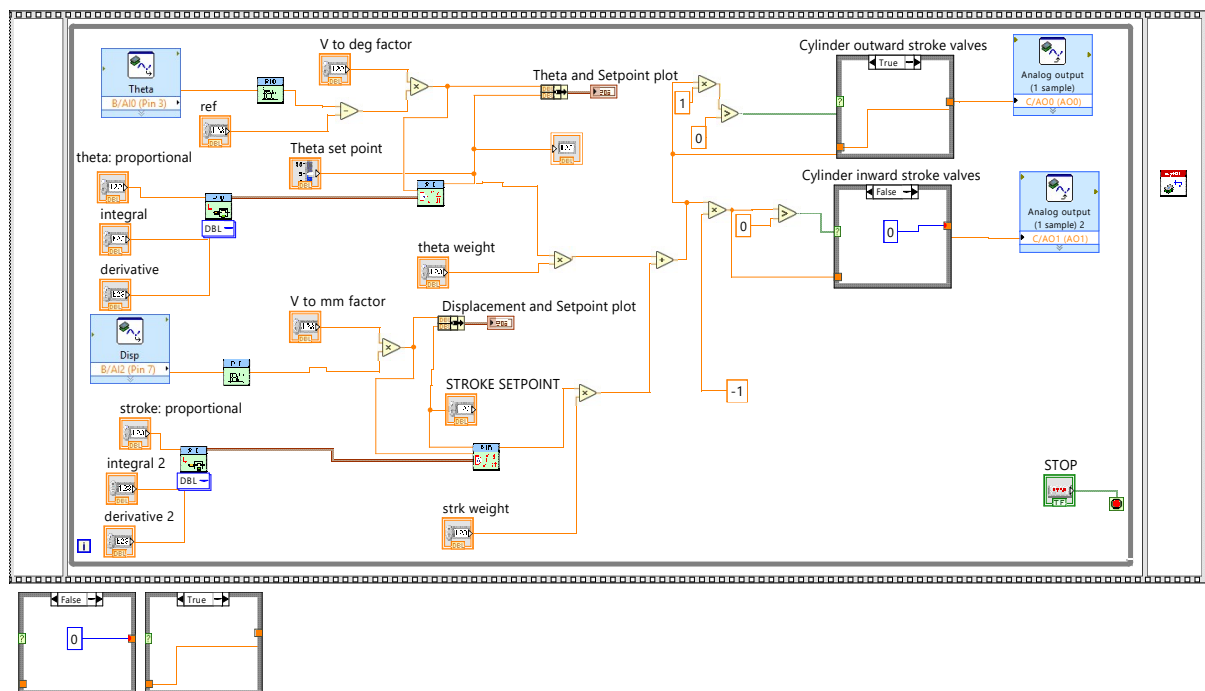 V to deg factor
Cylinder outward stroke valves
True
Theta
B/AI0 (Pin 3)
Theta and Setpoint plot
Analog output
(1 sample)
C/AO0 (AO0)
ref
1
0
Theta set point
theta: proportional
DBL
Cylinder inward stroke valves
False
integral
DBL
0
0
Analog output
(1 sample) 2
C/AO1 (AO1)
theta weight
derivative
V to mm factor
Displacement and Setpoint plot
Disp
B/AI2 (Pin 7)
STROKE SETPOINT
-1
stroke: proportional
integral 2
DBL
STOP
derivative 2
strk weight
i
False
True
0